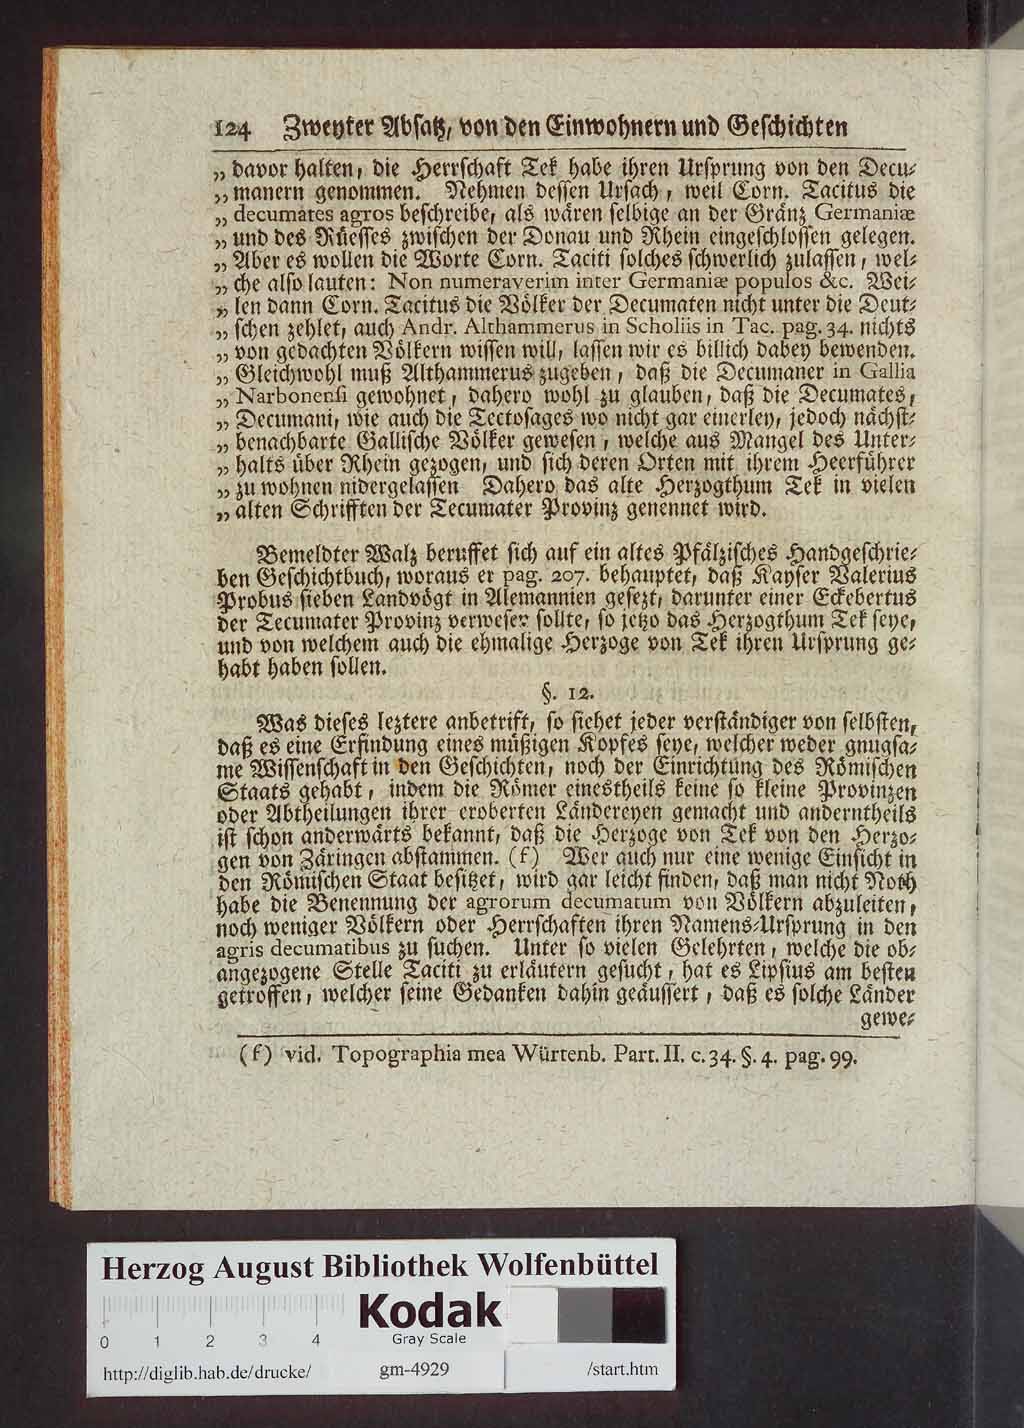 124 Zweyter Absatz, von den Einwohnern und Geschichten
„ davor halten, die Herrschaft Tek habe ihren Ursprung von den Decu-
„ manern genommen. Nehmen dessen Ursach, weil Corn. Tacitus die
„ decumates agros beschreibe, als wären selbige an der Gränz Germaniæ
„ und des Rüesses zwischen der Donau und Rhein eingeschlossen gelegen.
„ Aber es wollen die Worte Corn. Taciti solches schwerlich zulassen, wel-
„ che also lauten: Non numeraverim inter Germaniæ populos &c. Wei-
„ len dann Corn. Tacitus die Völker der Decumaten nicht unter die Deut-
„ schen zehlet, auch Andr. Althammerus in Scholiis in Tac. pag. 34. nichts
„ von gedachten Völkern wissen will, lassen wir es billich dabey bewenden.
„ Gleichwohl muß Althammerus zugeben, daß die Decumaner in Gallia
„ Narbonensi gewohnet, dahero wohl zu glauben, daß die Decumates,
„ Decumani, wie auch die Tectosages wo nicht gar einerley, jedoch nächst-
„ benachbarte Gallische Völker gewesen, welche aus Mangel des Unter-
„ halts über Rhein gezogen, und sich deren Orten mit ihrem Heerführer
„ zu wohnen nidergelassen Dahero das alte Herzogthum Tek in vielen
„ alten Schrifften der Tecumater Provinz genennet wird.
Bemeldter Walz beruffet sich auf ein altes Pfälzisches Handgeschrie-
ben Geschichtbuch, woraus er pag. 207. behauptet, daß Kayser Valerius
Probus sieben Landvögt in Alemannien gesezt, darunter einer Eckebertus
der Tecumater Provinz verwesen sollte, so jetzo das Herzogthum Tek seye,
und von welchem auch die ehmalige Herzoge von Tek ihren Ursprung ge-
habt haben sollen.
§. 12.
Was dieses leztere anbetrift, so siehet jeder verständiger von selbsten,
daß es eine Erfindung eines müßigen Kopfes seye, welcher weder gnugsa-
me Wissenschaft in den Geschichten, noch der Einrichtung des Römischen
Staats gehabt, indem die Römer einestheils keine so kleine Provinzen
oder Abtheilungen ihrer eroberten Ländereyen gemacht und anderntheils
ist schon anderwärts bekannt, daß die Herzoge von Tek von den Herzo-
gen von Zäringen abstammen. (f) Wer auch nur eine wenige Einsicht in
den Römischen Staat besitzet, wird gar leicht finden, daß man nicht Noth
habe die Benennung der agrorum decumatum von Völkern abzuleiten,
noch weniger Völkern oder Herrschaften ihren Namens-Ursprung in den
agris decumatibus zu suchen. Unter so vielen Gelehrten, welche die ob-
angezogene Stelle Taciti zu erläutern gesucht, hat es Lipsius am besten
getroffen, welcher seine Gedanken dahin geäussert, daß es solche Länder
gewe-
(f) vid. Topographia mea Würtenb. Part. II. c. 34. §. 4. pag. 99.
Herzog August Bibliothek Wolfenbüttel
Kodak
0 1 2 3 4 Gray Scale
http://diglib.hab.de/drucke/ gm-4929 /start.htm